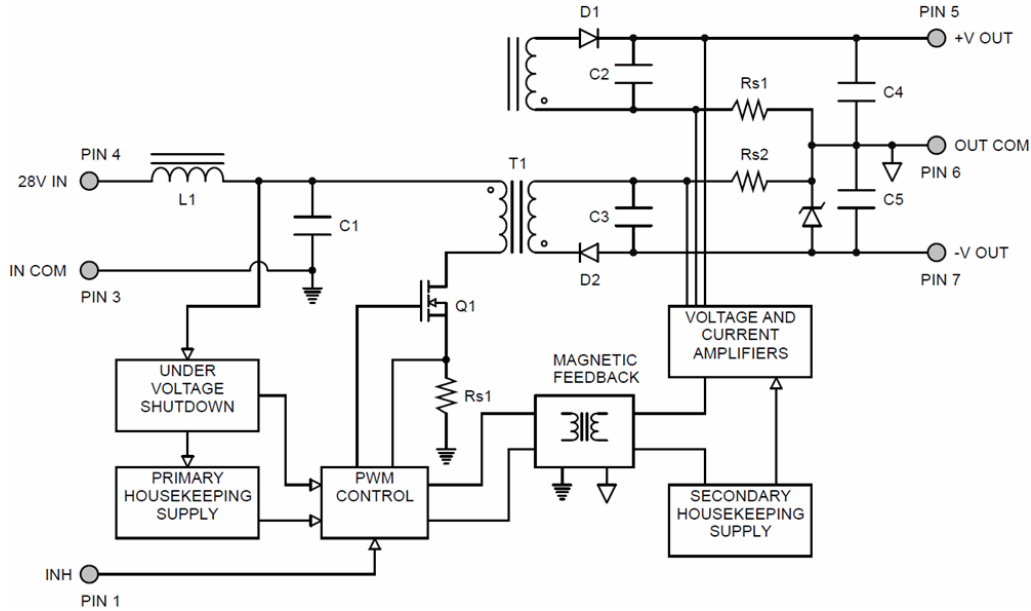 D1
PIN 5
+V OUT
C2
Rs1
C4
PIN 4
OUT COM
28V IN
T1
Rs2
PIN 6
L1
C1
C3
C5
IN COM
-V OUT
PIN 3
D2
PIN 7
Q1
VOLTAGE AND
CURRENT
AMPLIFIERS
UNDER
VOLTAGE
SHUTDOWN
MAGNETIC
FEEDBACK
Rs1
PRIMARY
HOUSEKEEPING
SUPPLY
PWM
CONTROL
SECONDARY
HOUSEKEEPING
SUPPLY
INH
PIN 1